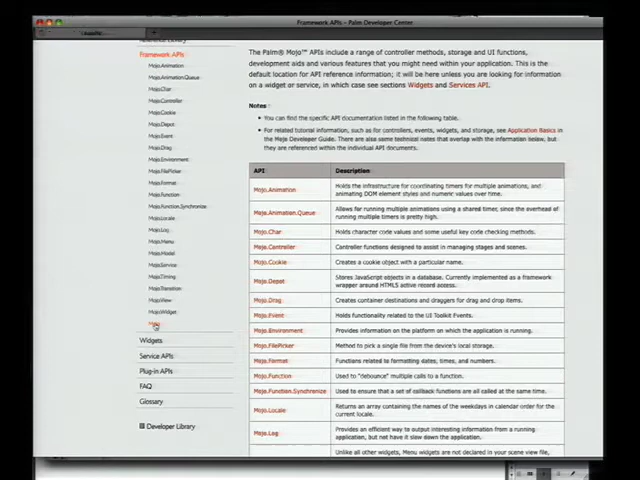 Framework APIs – Palm Developer Center
Reference Library
Framework APIs
Mojo.Animation
Mojo.Animation.Queue
Mojo.Char
Mojo.Controller
Mojo.Cookie
Mojo.Depot
Mojo.Event
Mojo.Drag
Mojo.Environment
Mojo.FilePicker
Mojo.Format
Mojo.Function
Mojo.Function.Synchronize
Mojo.Locale
Mojo.Log
Mojo.Menu
Mojo.Modal
Mojo.Service
Mojo.Timing
Mojo.Transition
Mojo.View
Mojo.Widget
Widgets
Service APIs
Plug-in APIs
FAQ
Glossary
Developer Library
The Palm® Mojo™ APIs include a range of controller methods, storage and UI functions,
development aids and various features that you might need within your application. This is the
default location for API reference information; it will be here unless you are looking for information
on a widget or service, in which case see sections Widgets and Services API.
Notes :
• You can find the specific API documentation listed in the following table.
• For related tutorial information, such as for controllers, events, widgets, and storage, see Application Basics in
the Mojo Developer Guide. There are also some technical notes that overlap with the information below, but
they are referenced within the individual API documents.
API Description
Mojo.Animation Holds the infrastructure for coordinating timers for multiple animations, and
animating DOM element styles and numeric values over time.
Mojo.Animation.Queue Allows for running multiple animations using a shared timer, since the overhead of
running multiple timers is pretty high.
Mojo.Char Holds character code values and some useful key code checking methods.
Mojo.Controller Controller functions designed to assist in managing stages and scenes.
Mojo.Cookie Creates a cookie object with a particular name.
Mojo.Depot Stores JavaScript objects in a database. Currently implemented as a framework
wrapper around HTML5 active record access.
Mojo.Drag Creates container destinations and draggers for drag and drop items.
Mojo.Event Holds functionality related to the UI Toolkit Events.
Mojo.Environment Provides information on the platform on which the application is running.
Mojo.FilePicker Method to pick a single file from the device's local storage.
Mojo.Format Functions related to formatting dates, times, and numbers.
Mojo.Function Used to "debounce" multiple calls to a function.
Mojo.Function.Synchronize Used to ensure that a set of callback functions are all called at the same time.
Mojo.Locale Returns an array containing the names of the weekdays in calendar order for the
current locale.
Mojo.Log Provides an efficient way to output interesting information from a running
application, but not have it slow down the application.
Unlike all other widgets, Menu widgets are not declared in your scene view file,